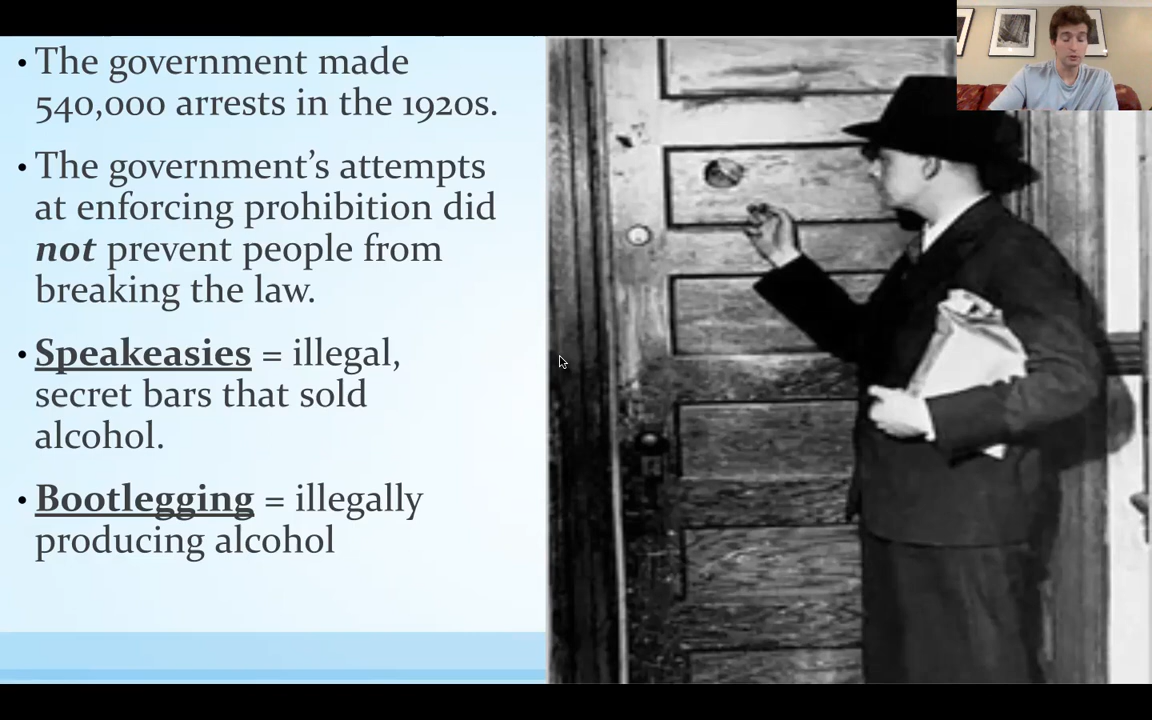 • The government made
540,000 arrests in the 1920s.
• The government's attempts
at enforcing prohibition did
not prevent people from
breaking the law.
• Speakeasies = illegal,
secret bars that sold
alcohol.
• Bootlegging = illegally
producing alcohol